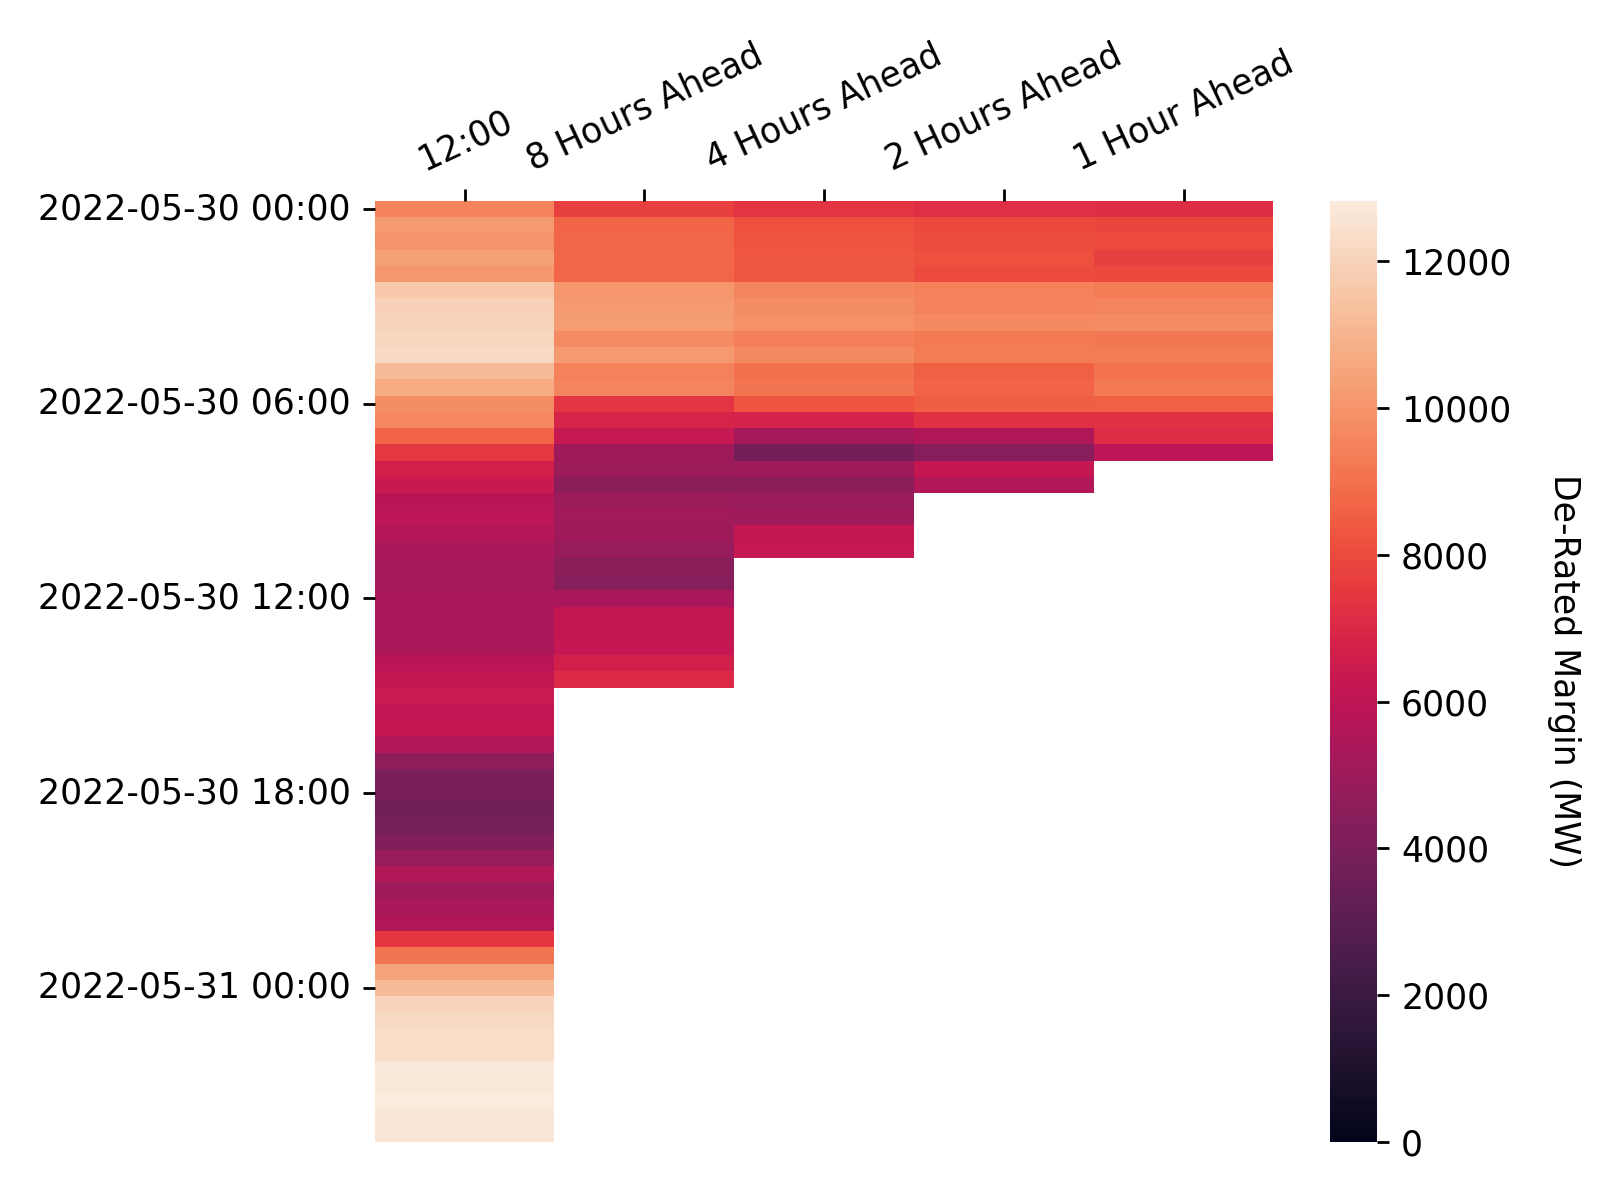 12:00
8 Hours Ahead
4 Hours Ahead
2 Hours Ahead
1 Hour Ahead
2022-05-30 00:00
2022-05-30 06:00
2022-05-30 12:00
2022-05-30 18:00
2022-05-31 00:00
12000
10000
8000
6000
4000
2000
0
De-Rated Margin (MW)